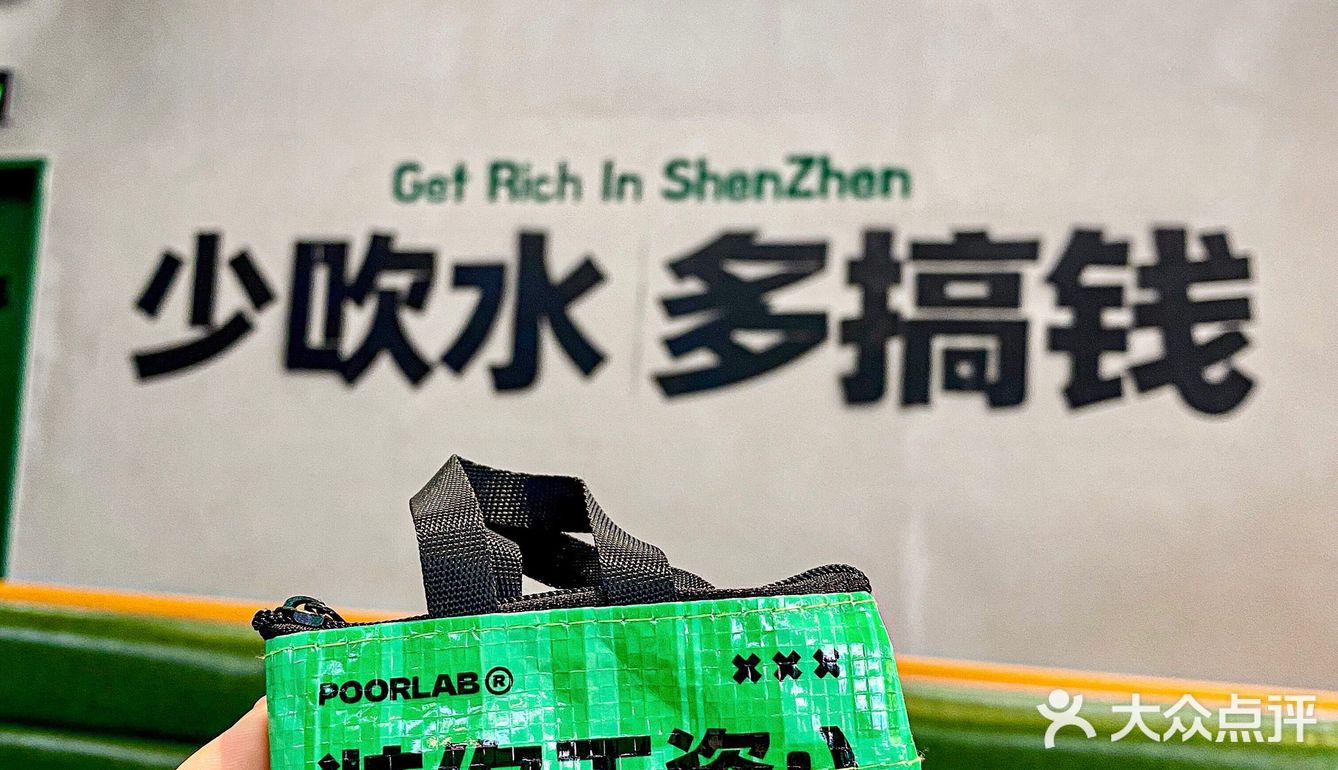 Get Rich In ShenZhen
少吹水 多搞钱
POORLAB®
×××
大众点评